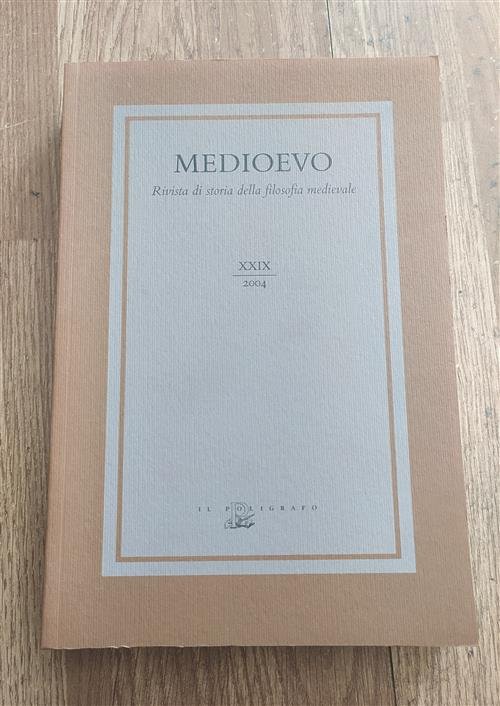 MEDIOEVO
Rivista di storia della filosofia medievale
XXIX
2004
IL POLIGRAFO